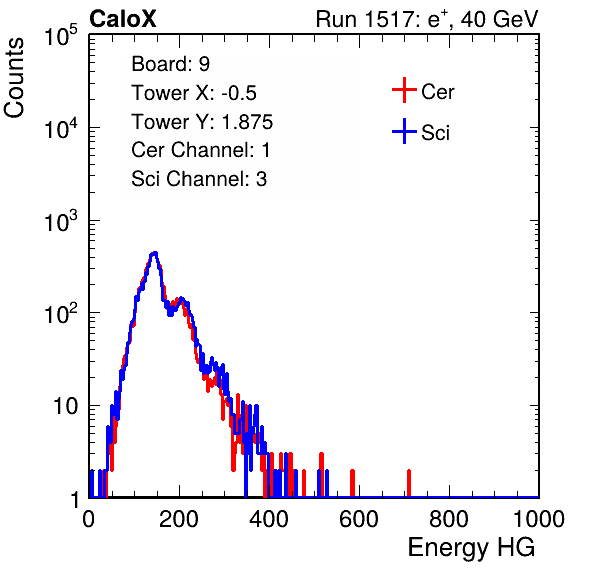 CaloX Run 1517: e⁺, 40 GeV
Counts
Board: 9
Tower X: -0.5
Tower Y: 1.875
Cer Channel: 1
Sci Channel: 3
Cer
Sci
10⁵
10⁴
10³
10²
10
1
0 200 400 600 800 1000
Energy HG